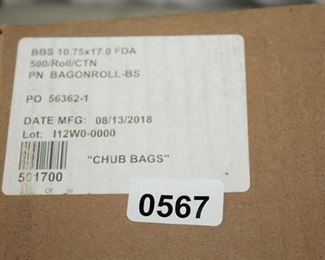 BBS 10.75x17.0 FDA
500/Roll/CTN
PN BAGONROLL-BS
PO 56362-1
DATE MFG: 08/13/2018
Lot: I12W0-0000
"CHUB BAGS"
501700
Of
0567